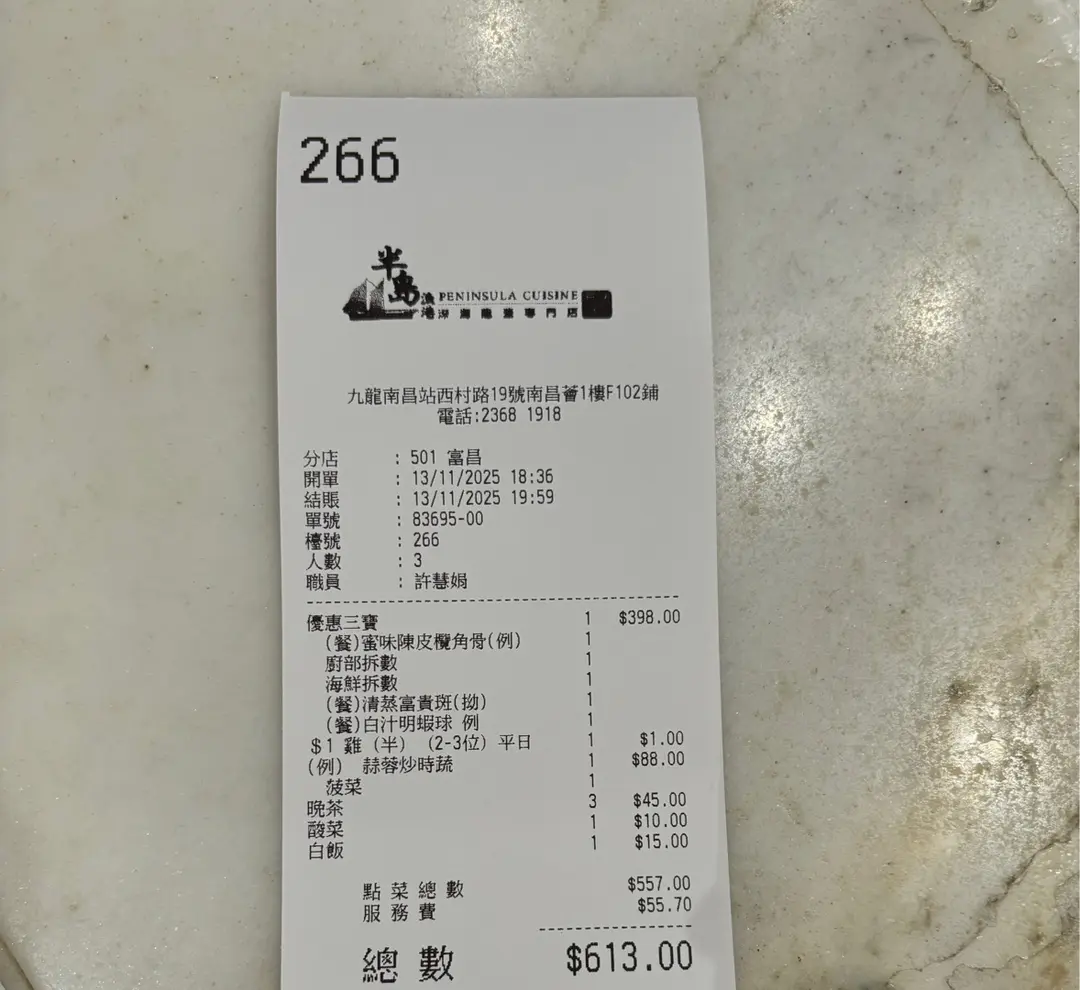 266
半島
漁港
PENINSULA CUISINE
深海龍躉專門店
九龍南昌站西村路19號南昌薈1樓F102鋪
電話:2368 1918
分店 : 501 富昌
開單 : 13/11/2025 18:36
結賬 : 13/11/2025 19:59
單號 : 83695-00
檯號 : 266
人數 : 3
職員 : 許慧娟
優惠三寶 1 $398.00
(餐)蜜味陳皮欖角骨(例) 1
廚部拆數 1
海鮮拆數 1
(餐)清蒸富貴斑(拗) 1
(餐)白汁明蝦球 例 1
$1 雞（半）（2-3位）平日 1 $1.00
(例) 蒜蓉炒時蔬 1 $88.00
菠菜 1
晚茶 3 $45.00
酸菜 1 $10.00
白飯 1 $15.00
點菜總數 $557.00
服務費 $55.70
總數 $613.00